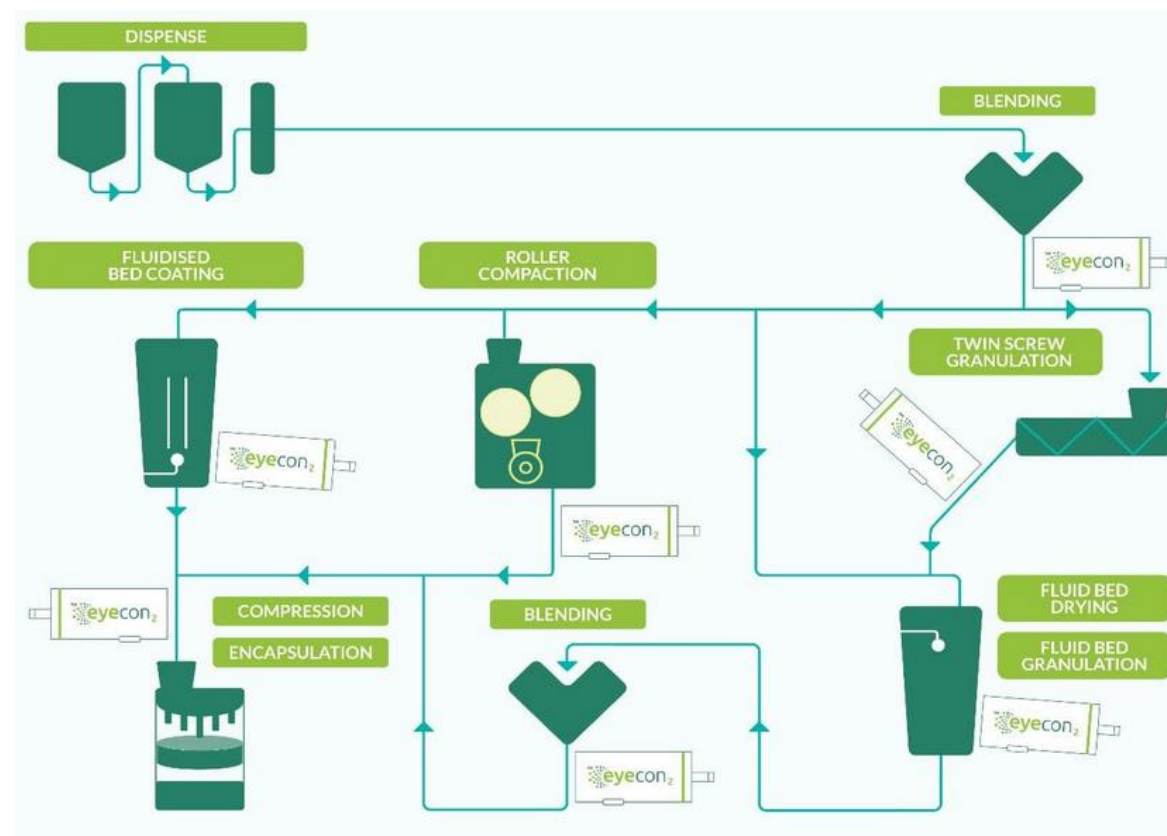 DISPENSE
BLENDING
eyecon2
FLUIDISED
BED COATING
ROLLER
COMPACTION
TWIN SCREW
GRANULATION
eyecon2
eyecon2
eyecon2
eyecon2
COMPRESSION
ENCAPSULATION
BLENDING
FLUID BED
DRYING
FLUID BED
GRANULATION
eyecon2
eyecon2